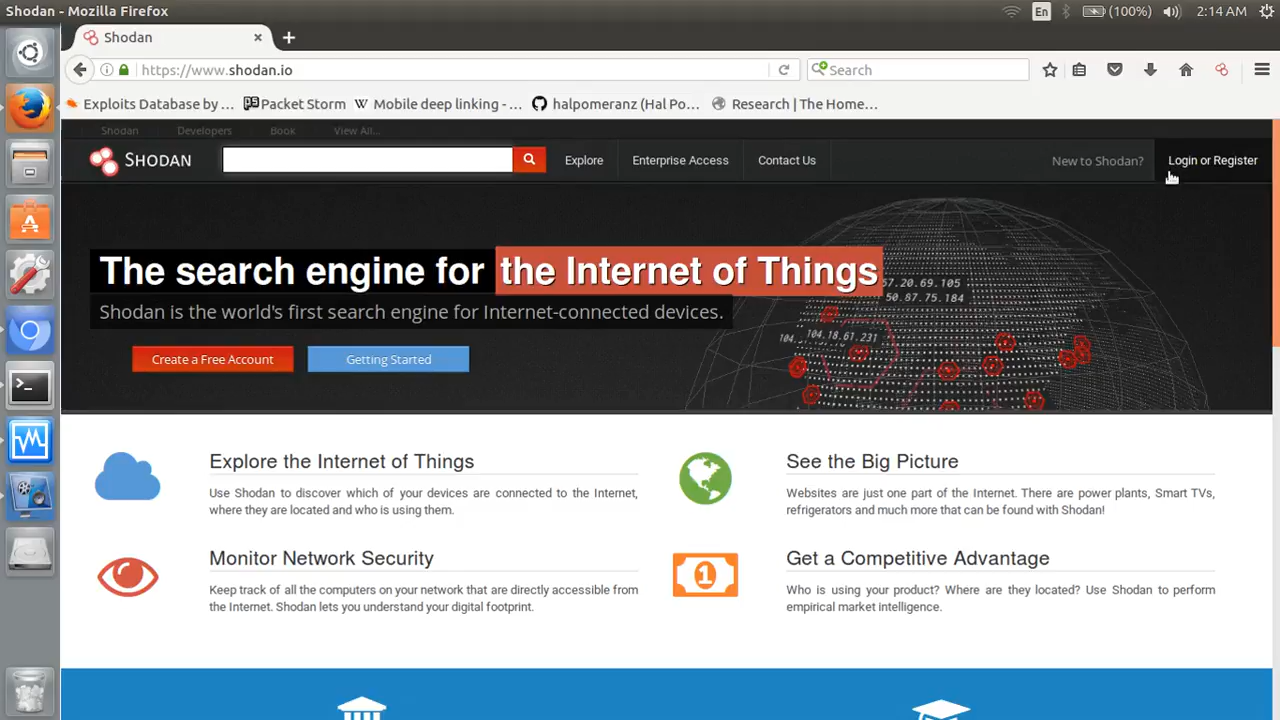 Shodan - Mozilla Firefox
En
(100%)
2:14 AM
Shodan
https://www.shodan.io
Search
Exploits Database by ...
Packet Storm
Mobile deep linking - ...
halpomeranz (Hal Po...
Research | The Home...
Shodan
Developers
Book
View All...
SHODAN
Explore
Enterprise Access
Contact Us
New to Shodan?
Login or Register
The search engine for the Internet of Things
Shodan is the world's first search engine for Internet-connected devices.
Create a Free Account
Getting Started
57.20.69.105
50.87.75.184
104.18.61.231
104.
Explore the Internet of Things
Use Shodan to discover which of your devices are connected to the Internet,
where they are located and who is using them.
See the Big Picture
Websites are just one part of the Internet. There are power plants, Smart TVs,
refrigerators and much more that can be found with Shodan!
Monitor Network Security
Keep track of all the computers on your network that are directly accessible from
the Internet. Shodan lets you understand your digital footprint.
1
Get a Competitive Advantage
Who is using your product? Where are they located? Use Shodan to perform
empirical market intelligence.